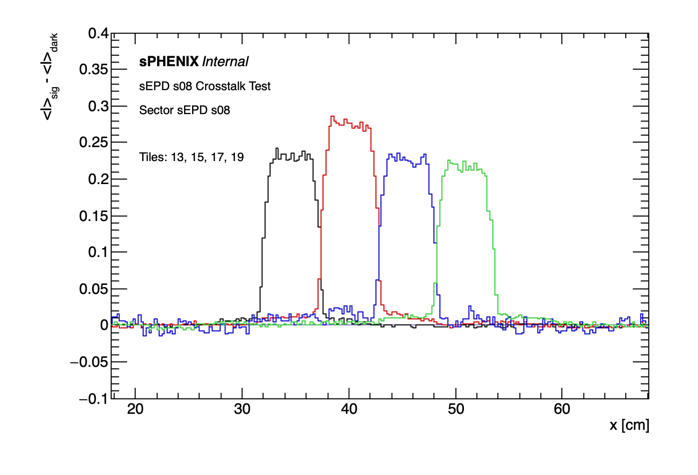 <I>sig - <I>dark
0.4
0.35
0.3
0.25
0.2
0.15
0.1
0.05
0
−0.05
−0.1
sPHENIX Internal
sEPD s08 Crosstalk Test
Sector sEPD s08
Tiles: 13, 15, 17, 19
20 30 40 50 60
x [cm]